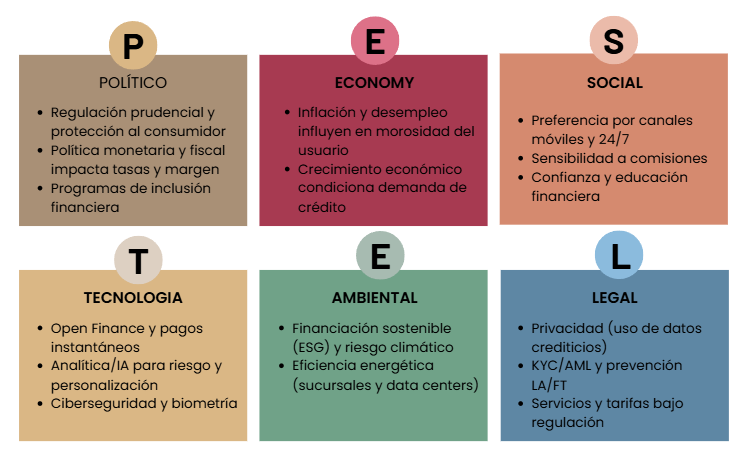 P
POLÍTICO
• Regulación prudencial y
protección al consumidor
• Política monetaria y fiscal
impacta tasas y margen
• Programas de inclusión
financiera
E
ECONOMY
• Inflación y desempleo
influyen en morosidad del
usuario
• Crecimiento económico
condiciona demanda de
crédito
S
SOCIAL
• Preferencia por canales
móviles y 24/7
• Sensibilidad a comisiones
• Confianza y educación
financiera
T
TECNOLOGIA
• Open Finance y pagos
instantáneos
• Analítica/IA para riesgo y
personalización
• Ciberseguridad y biometría
E
AMBIENTAL
• Financiación sostenible
(ESG) y riesgo climático
• Eficiencia energética
(sucursales y data centers)
L
LEGAL
• Privacidad (uso de datos
crediticios)
• KYC/AML y prevención
LA/FT
• Servicios y tarifas bajo
regulación